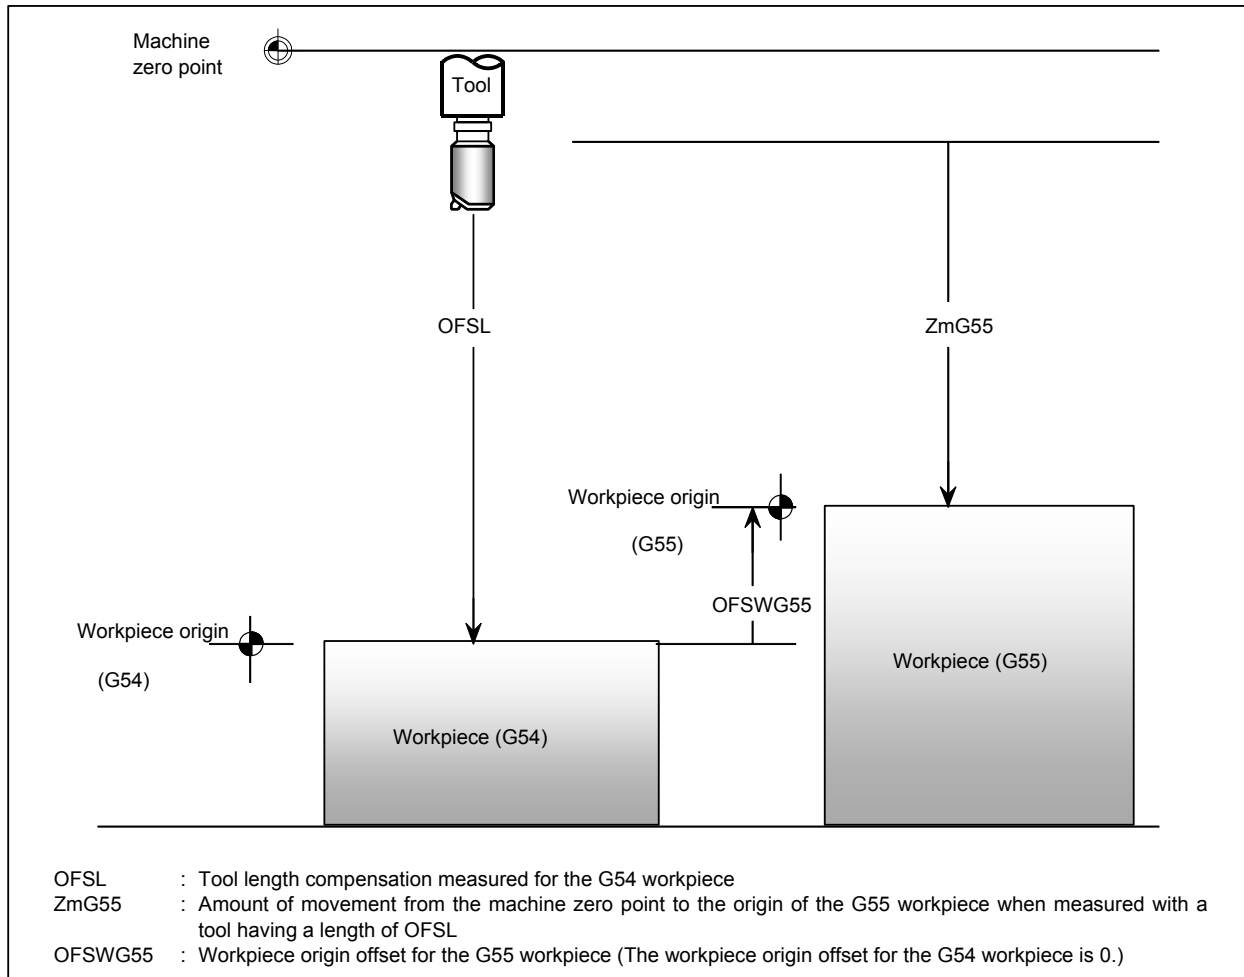 Machine
zero point
Tool
OFSL
ZmG55
Workpiece origin
(G55)
OFSWG55
Workpiece origin
(G54)
Workpiece (G55)
Workpiece (G54)
OFSL : Tool length compensation measured for the G54 workpiece
ZmG55 : Amount of movement from the machine zero point to the origin of the G55 workpiece when measured with a
tool having a length of OFSL
OFSWG55 : Workpiece origin offset for the G55 workpiece (The workpiece origin offset for the G54 workpiece is 0.)